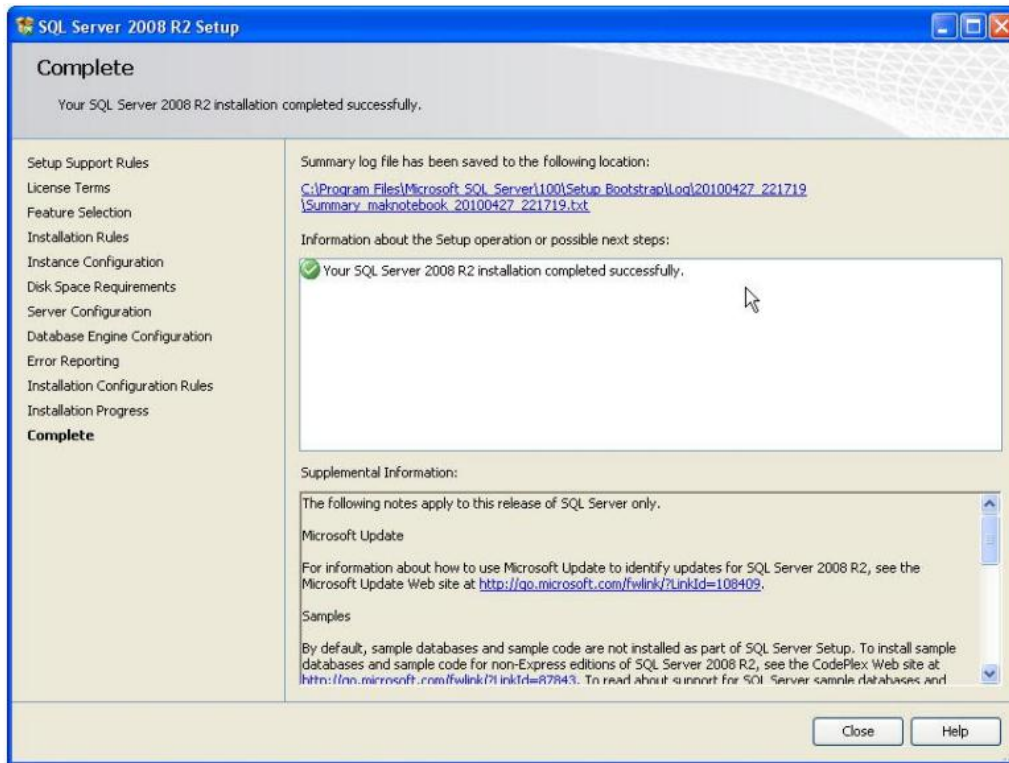 SQL Server 2008 R2 Setup
Complete
Your SQL Server 2008 R2 installation completed successfully.
Setup Support Rules
License Terms
Feature Selection
Installation Rules
Instance Configuration
Disk Space Requirements
Server Configuration
Database Engine Configuration
Error Reporting
Installation Configuration Rules
Installation Progress
Complete
Summary log file has been saved to the following location:
C:\Program Files\Microsoft SQL Server\100\Setup Bootstrap\Log\20100427_221719
\Summary_maknotebook_20100427_221719.txt
Information about the Setup operation or possible next steps:
Your SQL Server 2008 R2 installation completed successfully.
Supplemental Information:
The following notes apply to this release of SQL Server only.
Microsoft Update
For information about how to use Microsoft Update to identify updates for SQL Server 2008 R2, see the
Microsoft Update Web site at http://go.microsoft.com/fwlink/?LinkId=108409.
Samples
By default, sample databases and sample code are not installed as part of SQL Server Setup. To install sample
databases and sample code for non-Express editions of SQL Server 2008 R2, see the CodePlex Web site at
http://go.microsoft.com/fwlink/?LinkId=87843. To read about support for SQL Server sample databases and
Close
Help